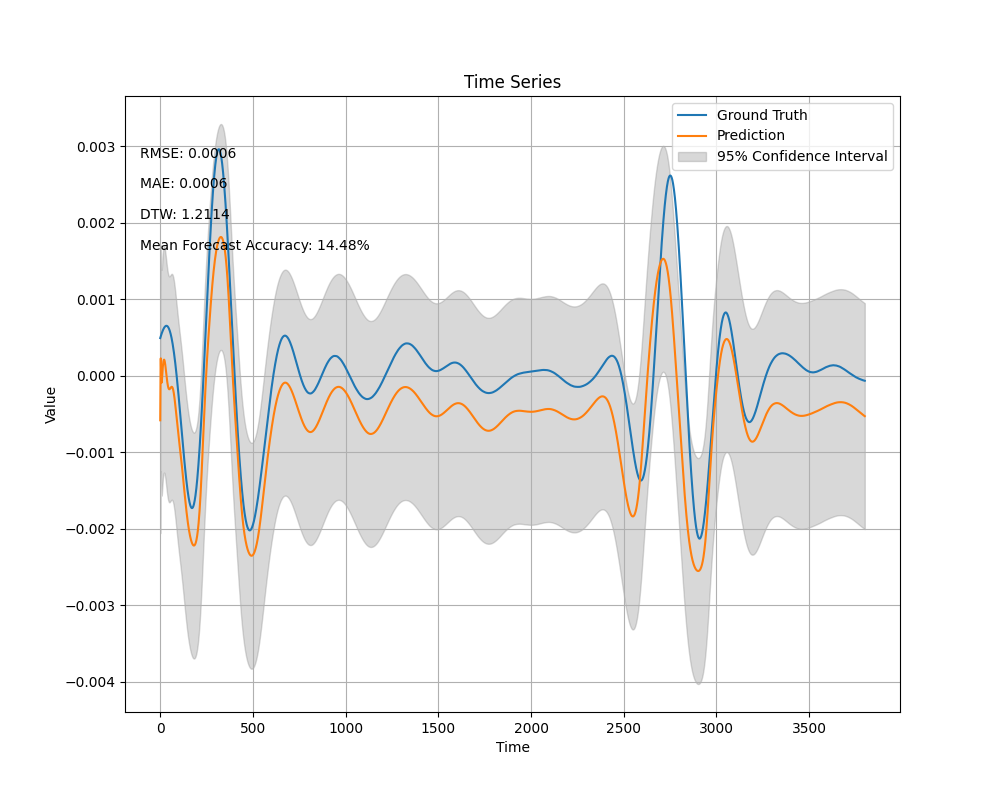 Time Series
Ground Truth
Prediction
95% Confidence Interval
RMSE: 0.0006
MAE: 0.0006
DTW: 1.2114
Mean Forecast Accuracy: 14.48%
Value
0.003
0.002
0.001
0.000
−0.001
−0.002
−0.003
−0.004
0 500 1000 1500 2000 2500 3000 3500
Time